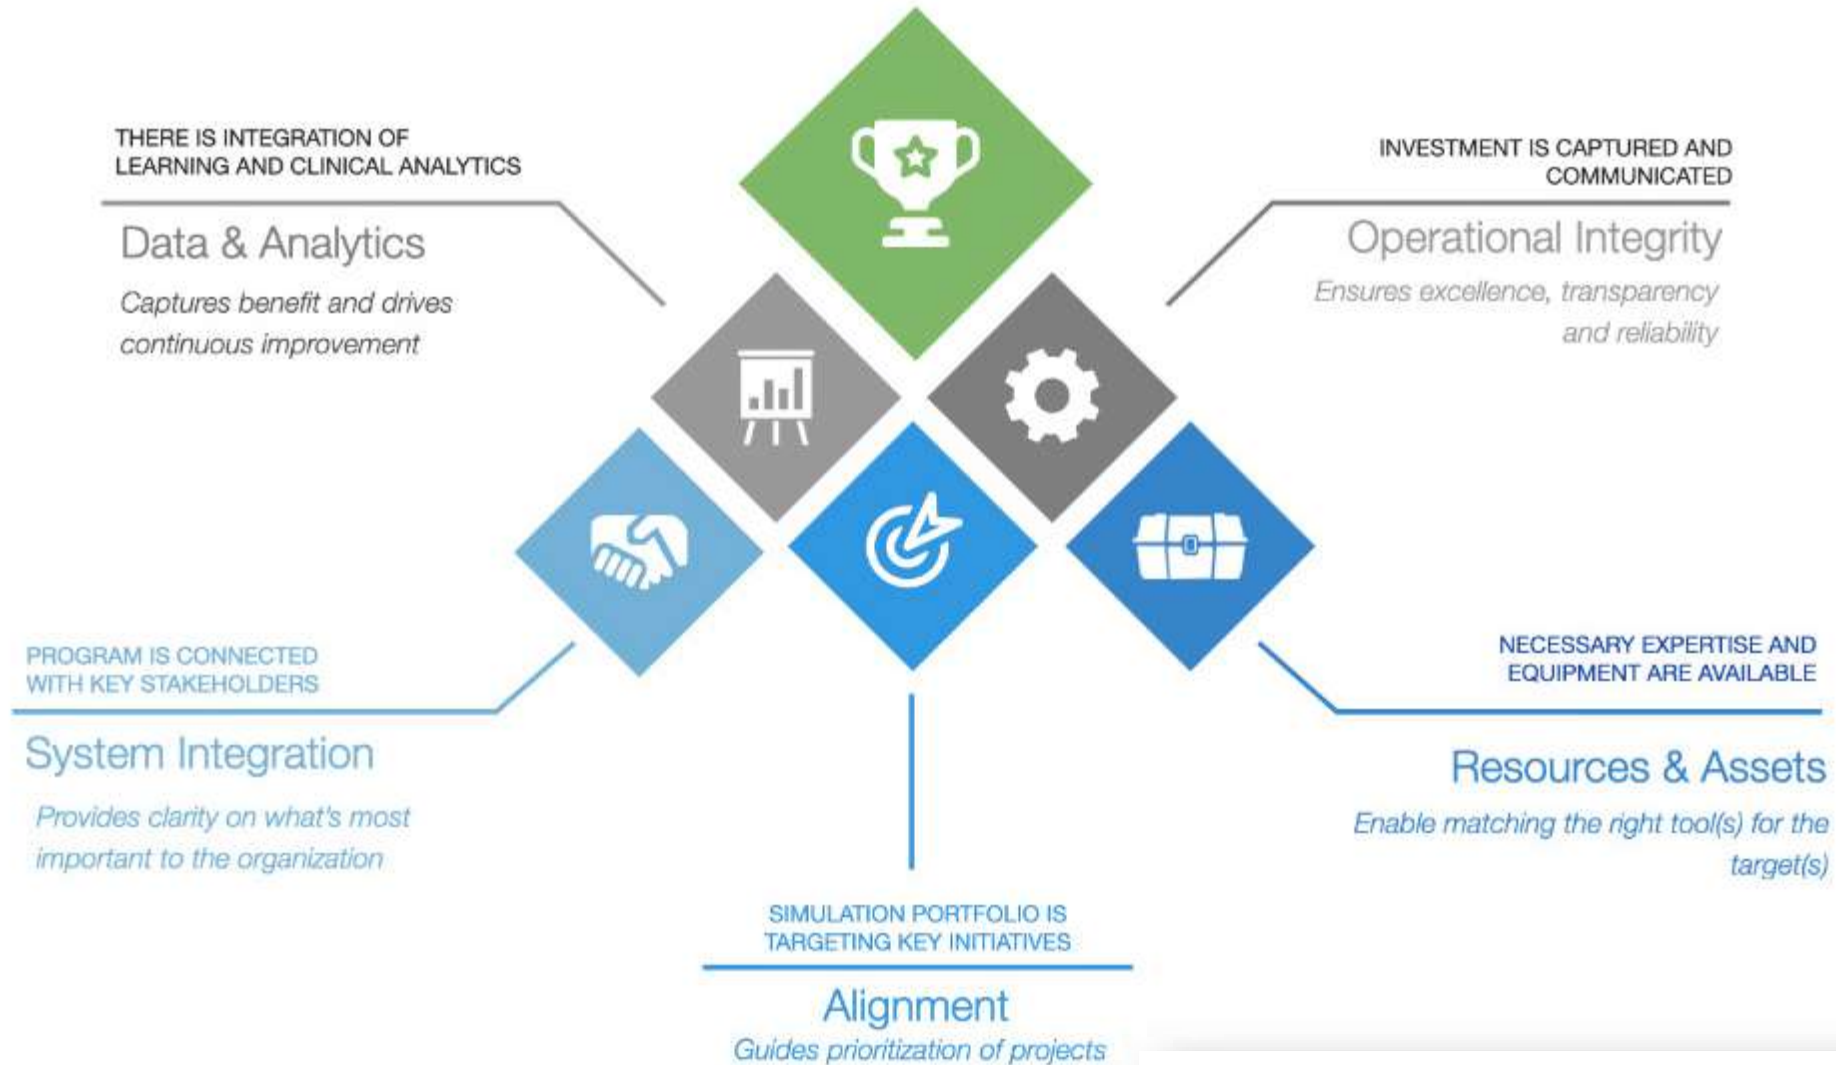 THERE IS INTEGRATION OF
LEARNING AND CLINICAL ANALYTICS
Data & Analytics
Captures benefit and drives
continuous improvement
INVESTMENT IS CAPTURED AND
COMMUNICATED
Operational Integrity
Ensures excellence, transparency
and reliability
PROGRAM IS CONNECTED
WITH KEY STAKEHOLDERS
System Integration
Provides clarity on what's most
important to the organization
NECESSARY EXPERTISE AND
EQUIPMENT ARE AVAILABLE
Resources & Assets
Enable matching the right tool(s) for the
target(s)
SIMULATION PORTFOLIO IS
TARGETING KEY INITIATIVES
Alignment
Guides prioritization of projects